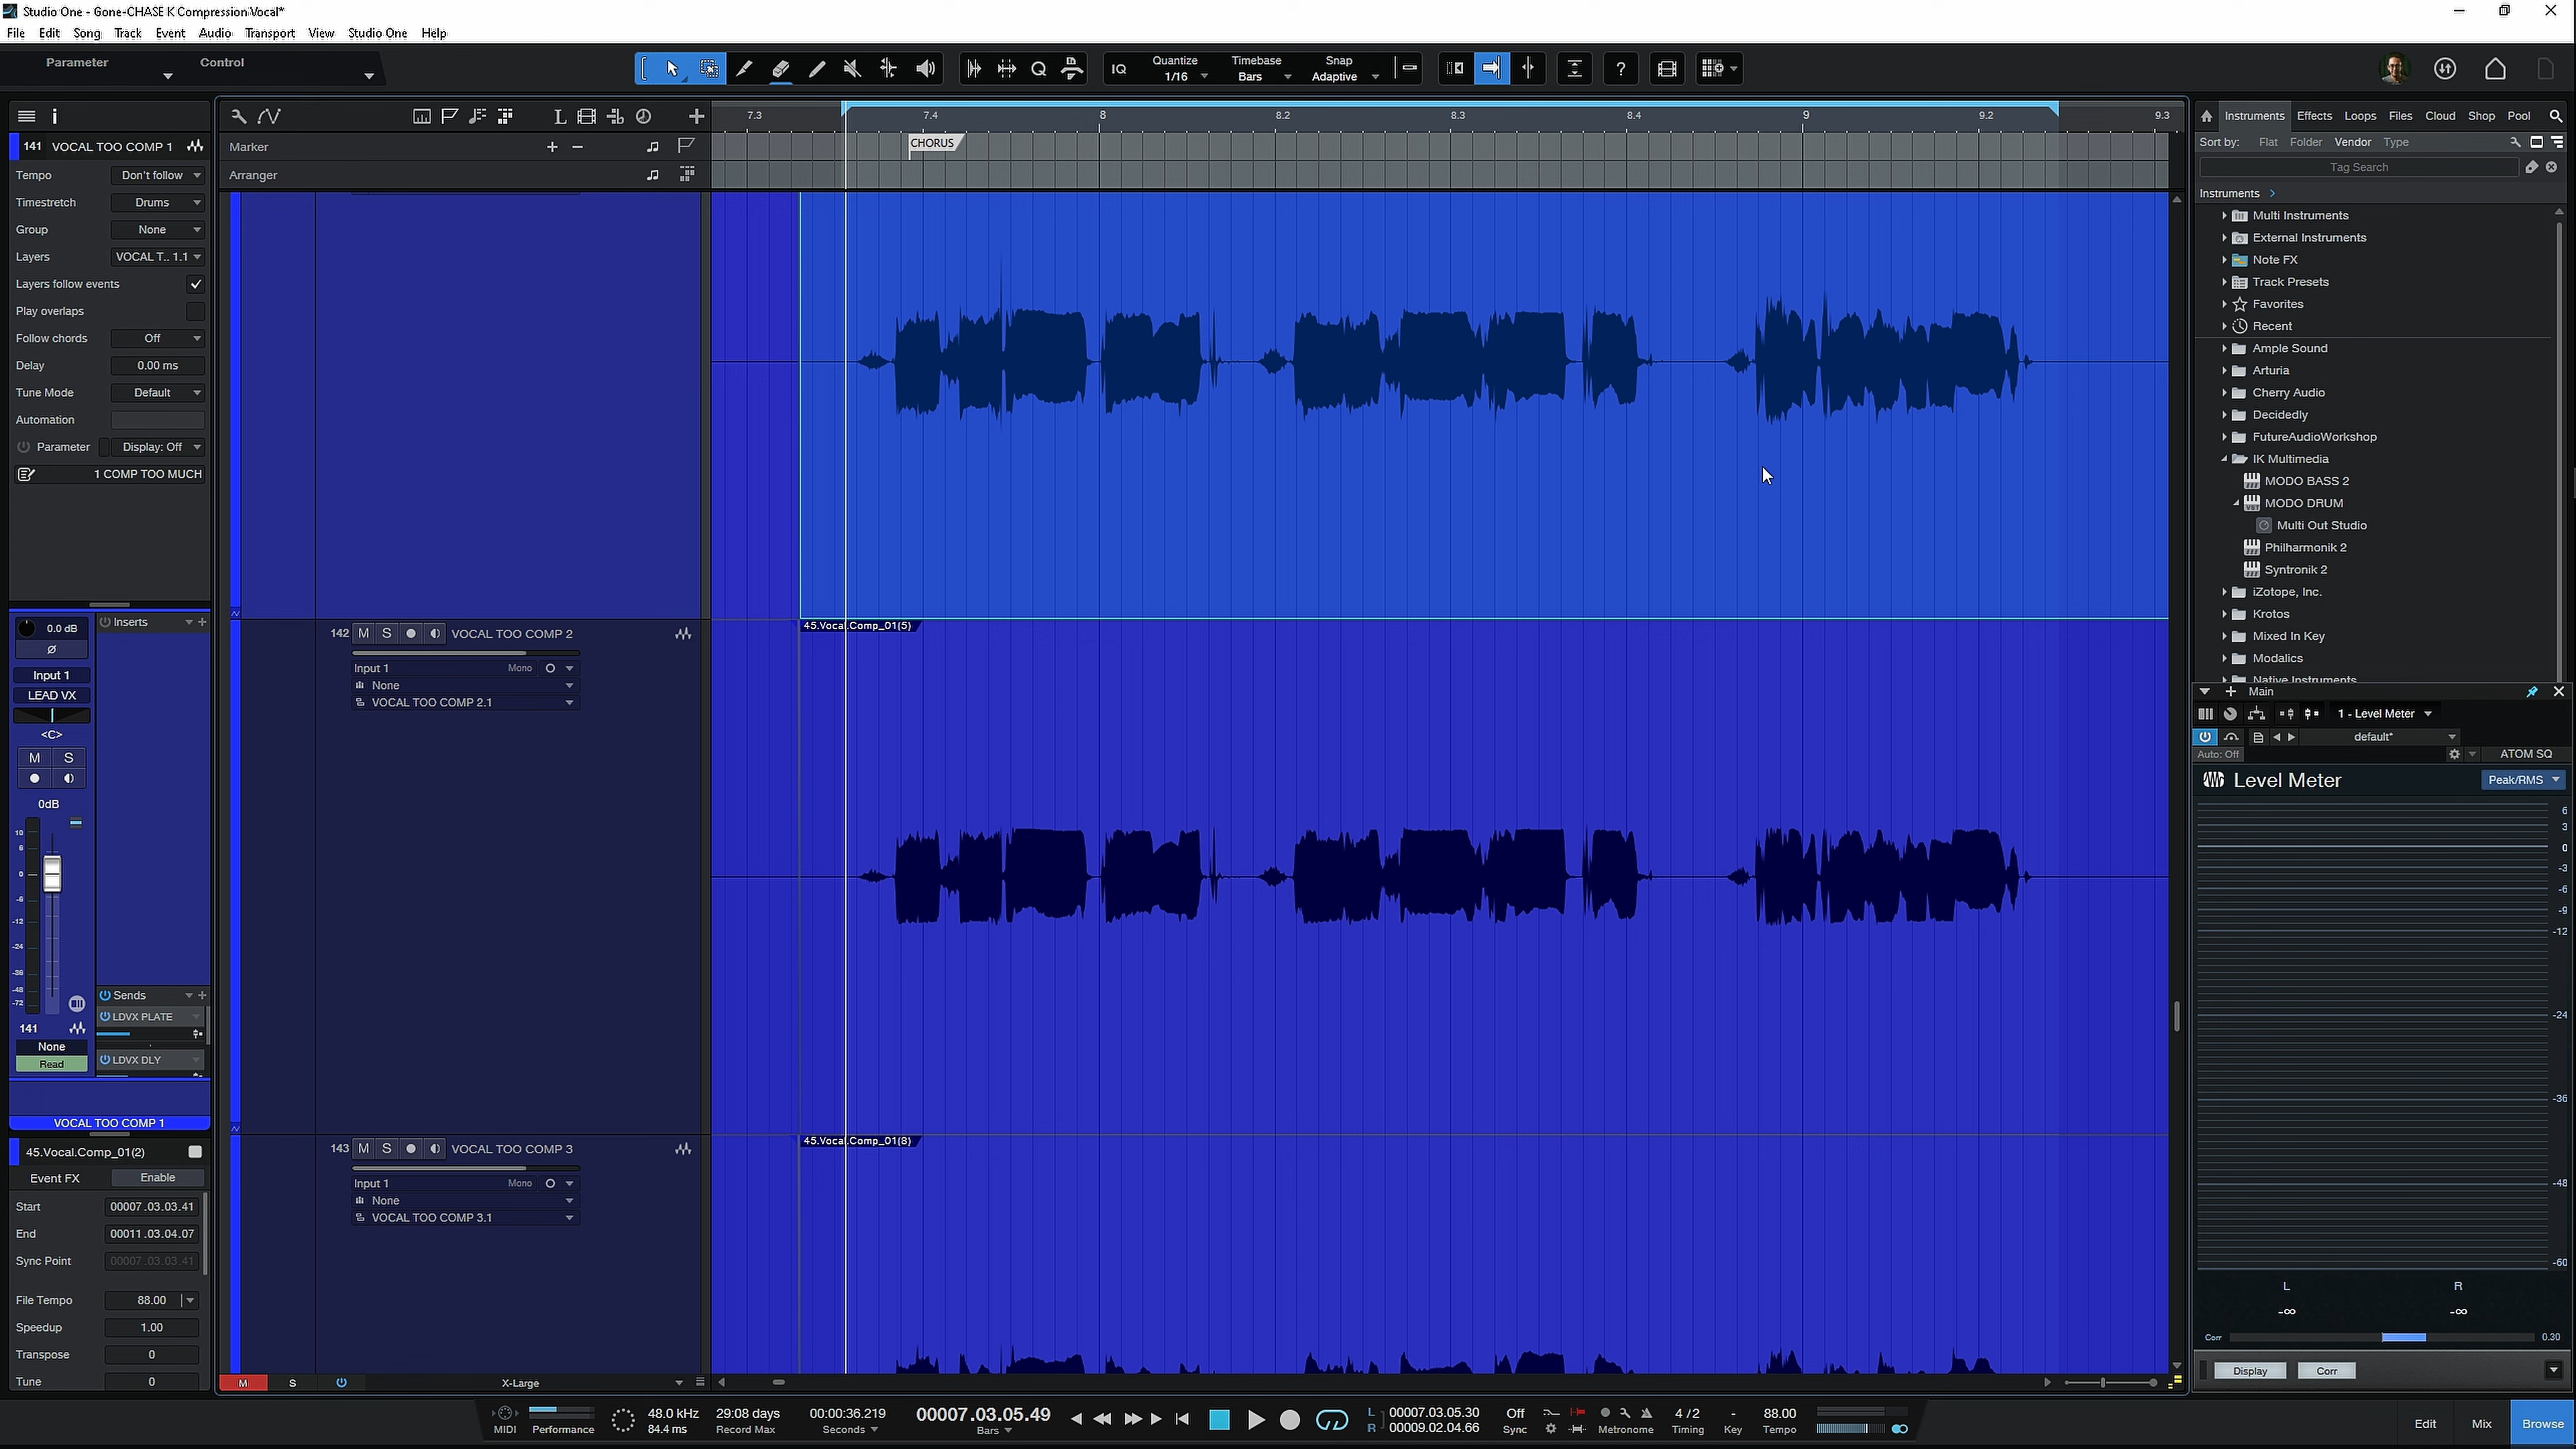 Studio One - Gone-CHASE K Compression Vocal*
File Edit Song Track Event Audio Transport View Studio One Help
Parameter Control
IQ Quantize 1/16 Timebase Bars Snap Adaptive ?
141 VOCAL TOO COMP 1
Tempo Don't follow
Timestretch Drums
Group None
Layers VOCAL T.. 1.1
Layers follow events
Play overlaps
Follow chords Off
Delay 0.00 ms
Tune Mode Default
Automation
Parameter Display: Off
1 COMP TOO MUCH
0.0 dB Inserts
Ø
Input 1
LEAD VX
<C>
M S
0dB
10
6
0
-6
-12
-24
-36
-48
-72
Sends
LDVX PLATE
141
None
Read
LDVX DLY
VOCAL TOO COMP 1
45.Vocal.Comp_01(2)
Event FX Enable
Start 00007.03.03.41
End 00011.03.04.07
Sync Point 00007.03.03.41
File Tempo 88.00
Speedup 1.00
Transpose 0
Tune 0
Marker
Arranger
7.3 7.4 8 8.2 8.3 8.4 9 9.2 9.3
CHORUS
142 M S VOCAL TOO COMP 2
Input 1 Mono
None
VOCAL TOO COMP 2.1
45.Vocal.Comp_01(5)
143 M S VOCAL TOO COMP 3
Input 1 Mono
None
VOCAL TOO COMP 3.1
45.Vocal.Comp_01(8)
M S X-Large
Instruments Effects Loops Files Cloud Shop Pool
Sort by: Flat Folder Vendor Type
Tag Search
Instruments
Multi Instruments
External Instruments
Note FX
Track Presets
Favorites
Recent
Ample Sound
Arturia
Cherry Audio
Decidedly
FutureAudioWorkshop
IK Multimedia
MODO BASS 2
MODO DRUM
Multi Out Studio
Philharmonik 2
Syntronik 2
iZotope, Inc.
Krotos
Mixed In Key
Modalics
Native Instruments
Main
1 - Level Meter
default*
Auto: Off ATOM SQ
Level Meter Peak/RMS
6
3
0
-3
-6
-9
-12
-24
-36
-48
-60
L R
-∞ -∞
Corr 0.30
Display Corr
MIDI Performance
48.0 kHz
84.4 ms
29:08 days
Record Max
00:00:36.219
Seconds
00007.03.05.49
Bars
L 00007.03.05.30
R 00009.02.04.66
Off
Sync
Metronome
4 / 2
Timing
-
Key
88.00
Tempo
Edit Mix Browse